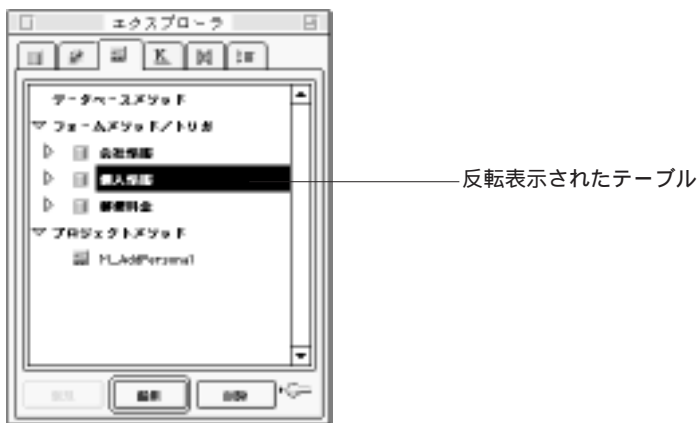 エクスプローラ
データベースメソッド
フォームメソッド/トリガ
会社情報
個人情報
郵便料金
プロジェクトメソッド
M_AddPersonal
編集
削除
反転表示されたテーブル